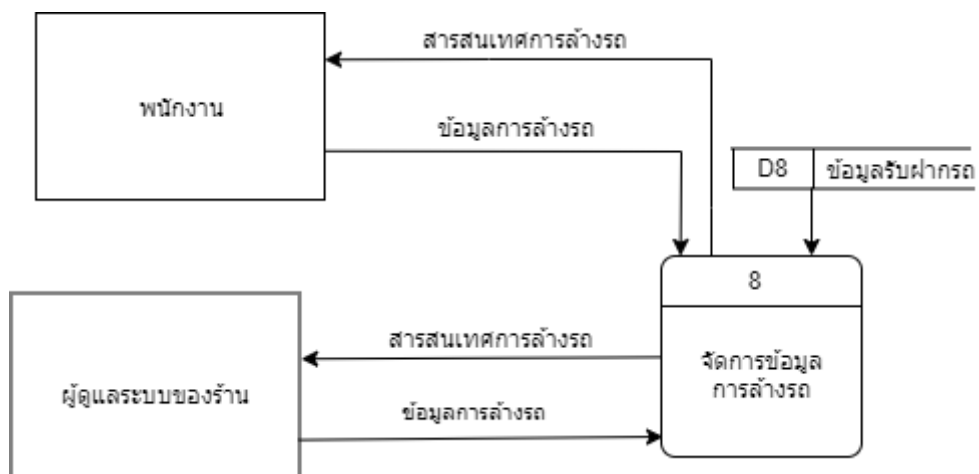 สารสนเทศการล้างรถ
พนักงาน
ข้อมูลการล้างรถ
D8 ข้อมูลรับฝากรถ
8
สารสนเทศการล้างรถ
จัดการข้อมูล
การล้างรถ
ผู้ดูแลระบบของร้าน
ข้อมูลการล้างรถ